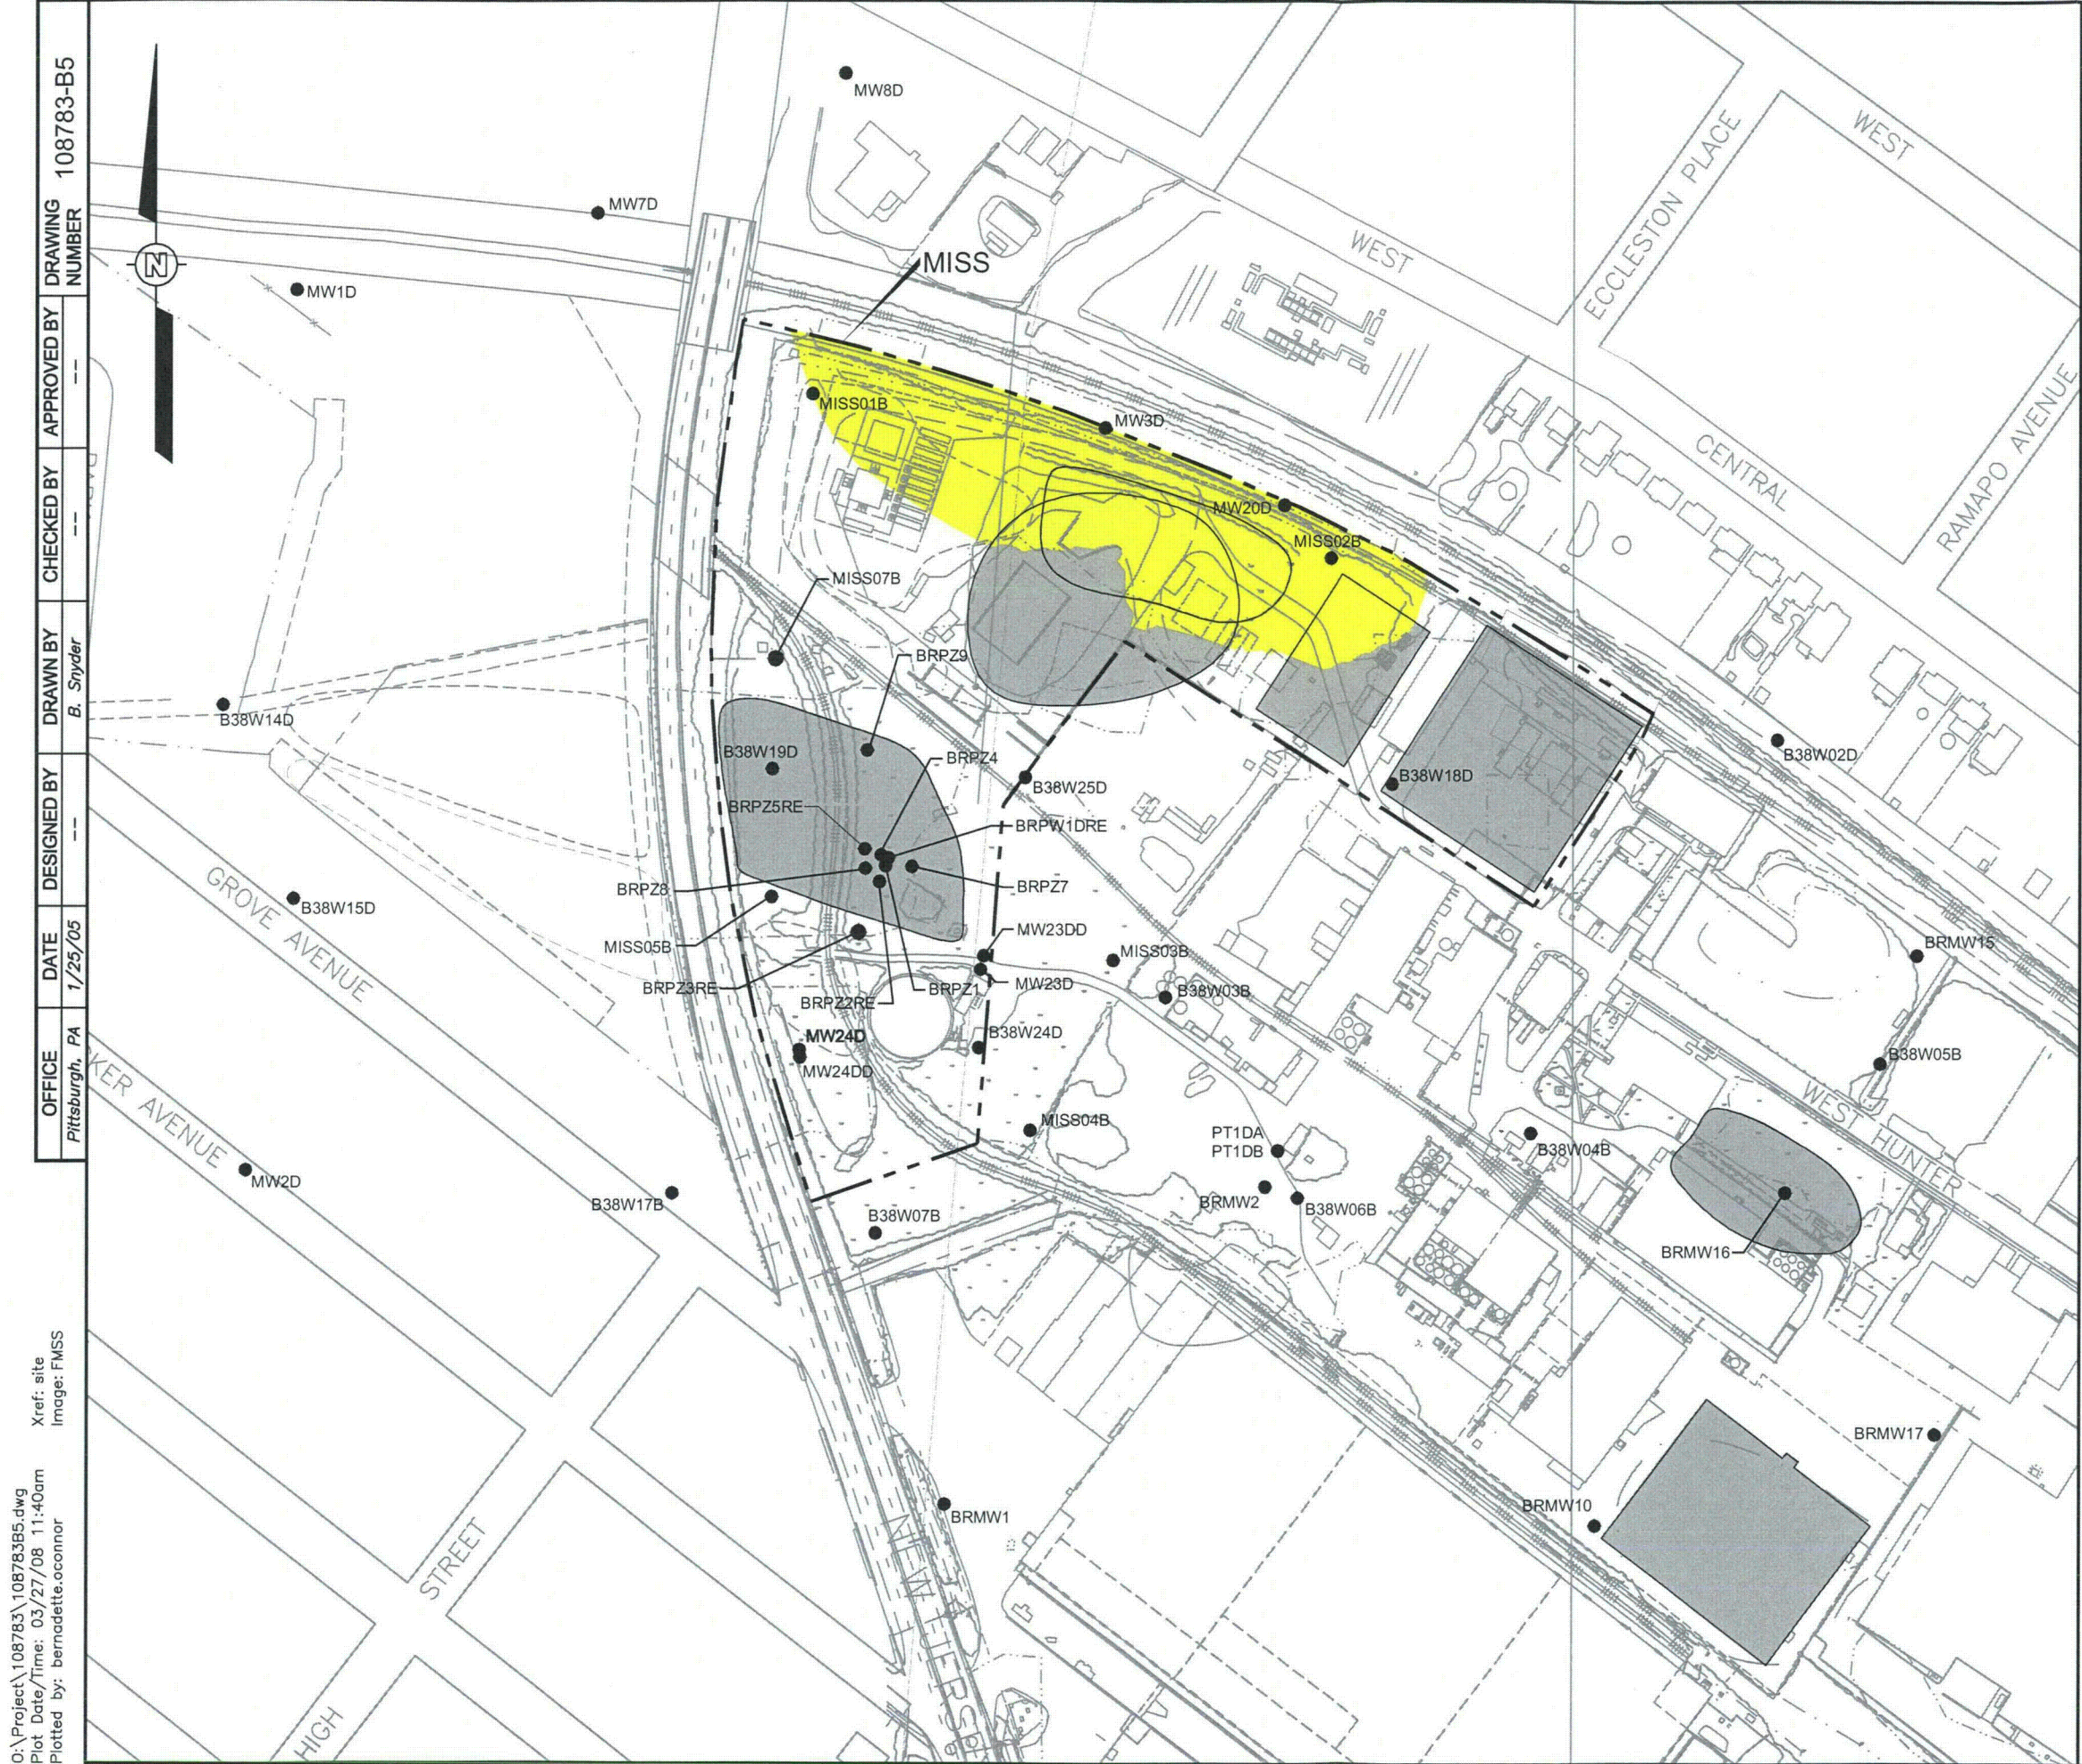 DRAWING
NUMBER
108783-B5
APPROVED BY
--
CHECKED BY
--
DRAWN BY
B. Snyder
DESIGNED BY
--
DATE
1/25/05
OFFICE
Pittsburgh, PA
O:\Project\108783\108783B5.dwg
Plot Date/Time: 03/27/08 11:40am
Plotted by: bernadette.oconnor
Xref: site
Image: FMSS
N
MW8D
MW7D
MW1D
MISS
WEST
ECCLESTON PLACE
WEST
CENTRAL
RAMAPO AVENUE
MISS01B
MW3D
MW20D
MISS02B
MISS07B
BRPZ9
B38W14D
B38W19D
BRPZ4
B38W25D
B38W18D
B38W02D
BRPZ5RE
BRPW1DRE
BRPZ8
BRPZ7
B38W15D
GROVE AVENUE
MISS05B
MW23DD
MISS03B
BRMW15
BRPZ3RE
BRPZ2RE
BRPZ1
MW23D
B38W03B
MW24D
MW24DD
B38W24D
B38W05B
KER AVENUE
MISS04B
PT1DA
PT1DB
B38W04B
WEST HUNTER
MW2D
B38W17B
B38W07B
BRMW2
B38W06B
BRMW16
BRMW17
BRMW10
BRMW1
STREET
HIGH
NEW JERSE